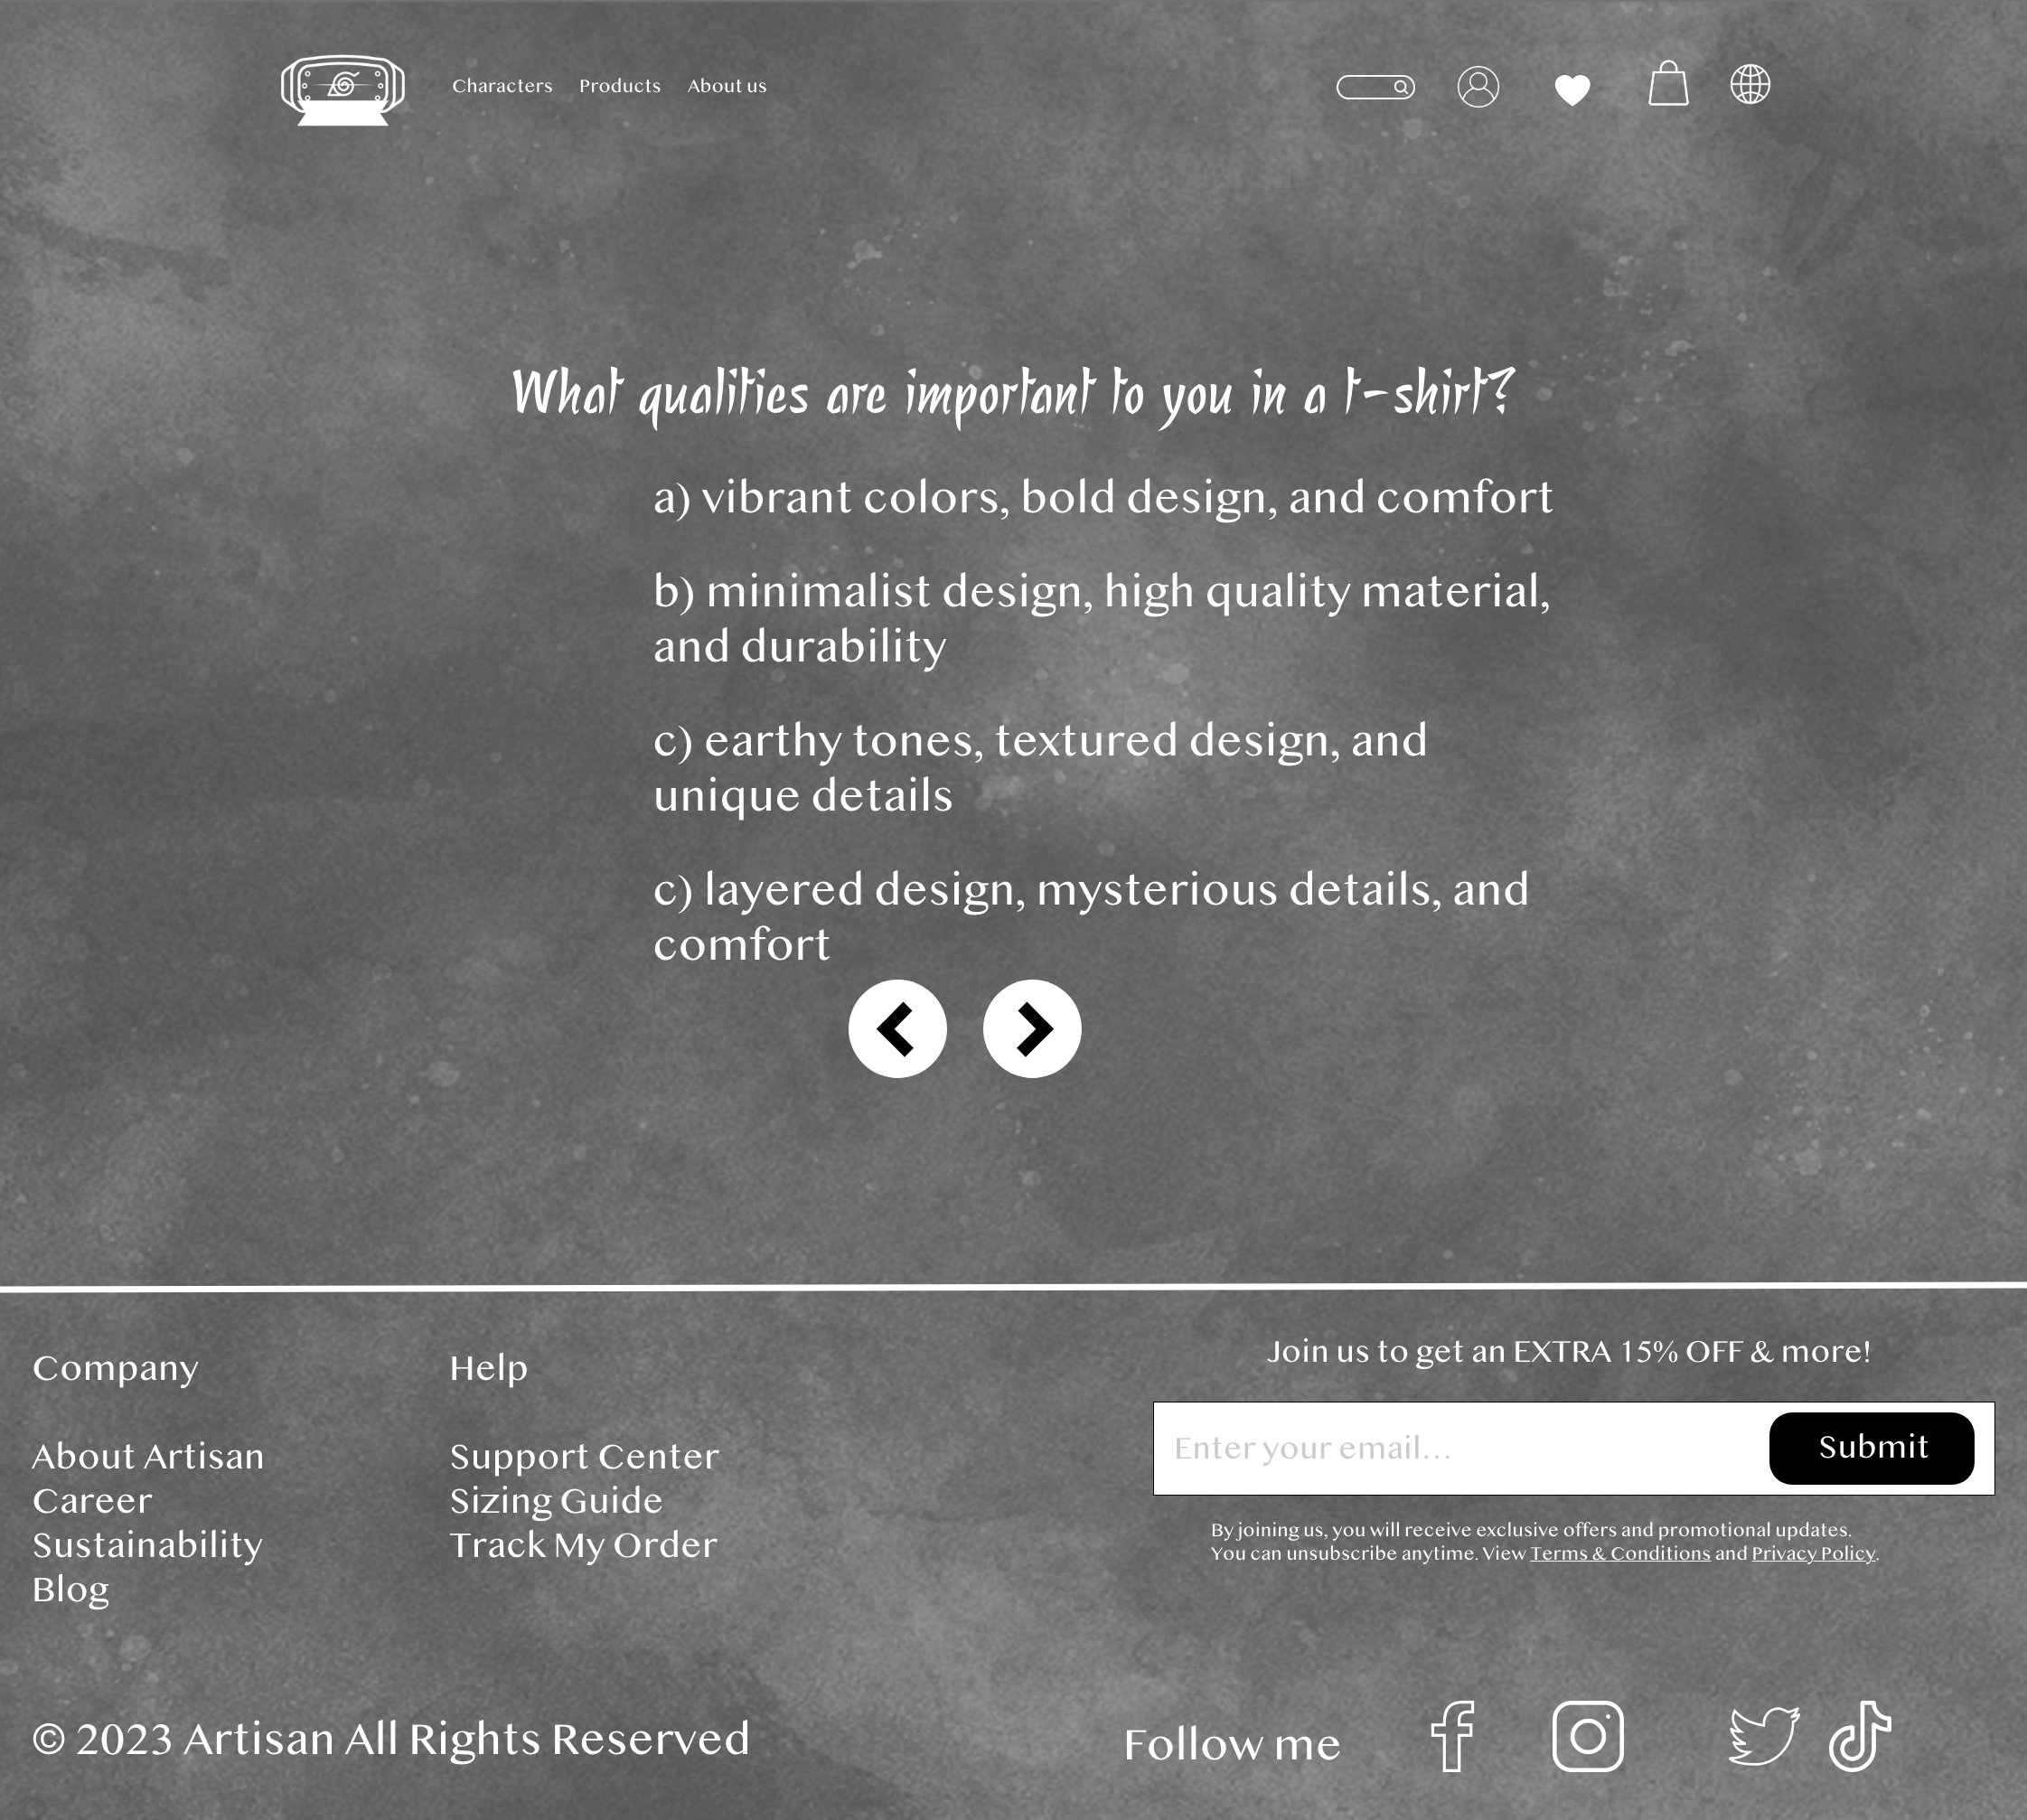 Characters Products About us
What qualities are important to you in a t-shirt?
a) vibrant colors, bold design, and comfort
b) minimalist design, high quality material,
and durability
c) earthy tones, textured design, and
unique details
c) layered design, mysterious details, and
comfort
Company
About Artisan
Career
Sustainability
Blog
Help
Support Center
Sizing Guide
Track My Order
Join us to get an EXTRA 15% OFF & more!
Enter your email...
Submit
By joining us, you will receive exclusive offers and promotional updates.
You can unsubscribe anytime. View Terms & Conditions and Privacy Policy.
© 2023 Artisan All Rights Reserved
Follow me